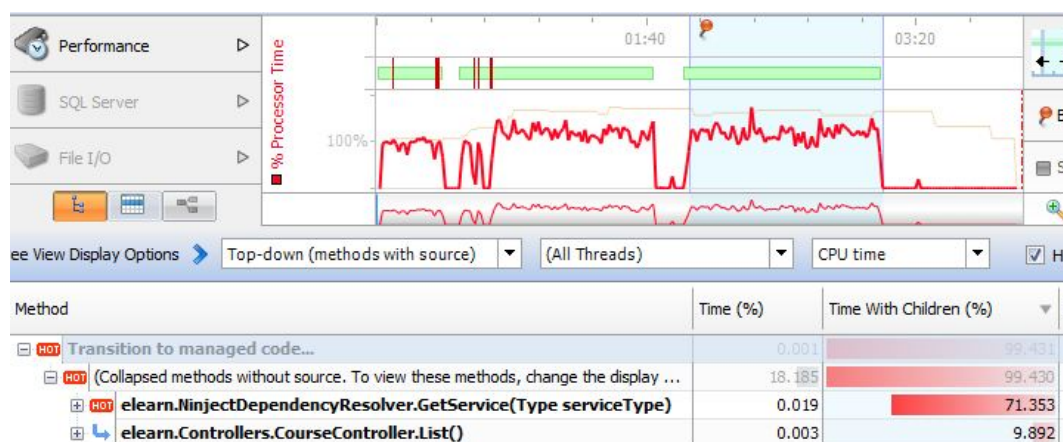 Performance
SQL Server
File I/O
% Processor Time
01:40
03:20
100%
ee View Display Options
Top-down (methods with source)
(All Threads)
CPU time
H
Method
Time (%)
Time With Children (%)
HOT Transition to managed code...
0.001
99.431
HOT (Collapsed methods without source. To view these methods, change the display ...
18.185
99.430
HOT elearn.NinjectDependencyResolver.GetService(Type serviceType)
0.019
71.353
elearn.Controllers.CourseController.List()
0.003
9.892